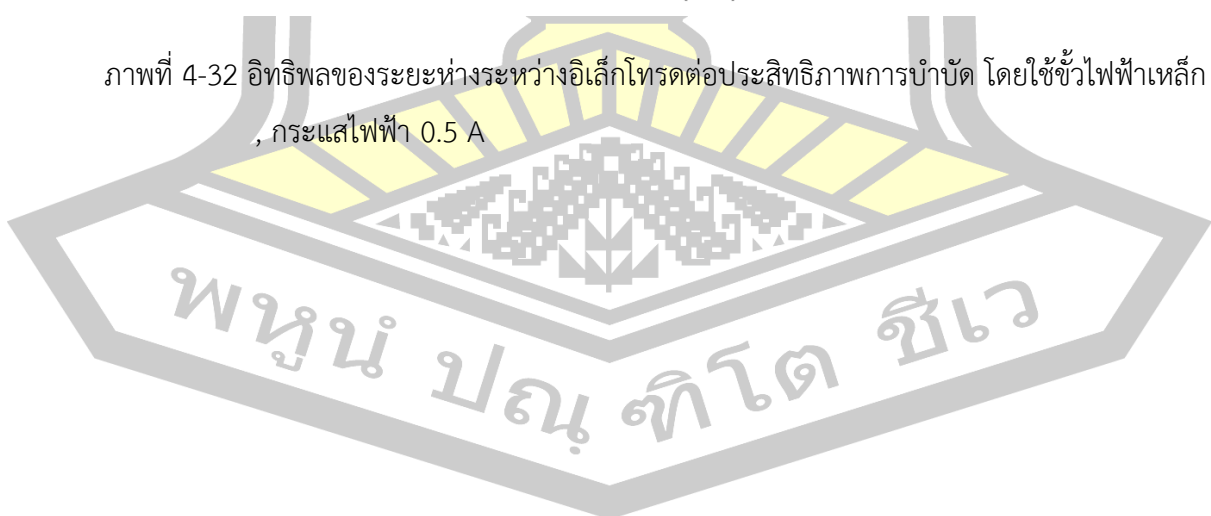 ภาพที่ 4-32 อิทธิพลของระยะห่างระหว่างอิเล็กโทรดต่อประสิทธิภาพการบำบัด โดยใช้ขั้วไฟฟ้าเหล็ก
, กระแสไฟฟ้า 0.5 A
พหูนํ ปณฺฑิโต ชีเว